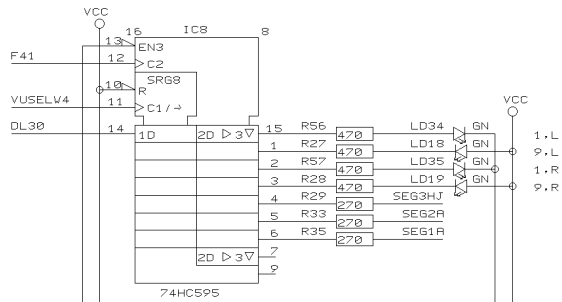 VCC
16 IC8 8
13 EN3
F41 12 C2
SRG8
10 R
VUSELW4 11 C1/→
VCC
DL30 14 1D 2D ▷ 3▽ 15 R56 470 LD34 GN 1,L
1 R27 470 LD18 GN 9,L
2 R57 470 LD35 GN 1,R
3 R28 470 LD19 GN 9,R
4 R29 270 SEG3HJ
5 R33 270 SEG2A
6 R35 270 SEG1A
2D ▷ 3▽ 7
9
74HC595